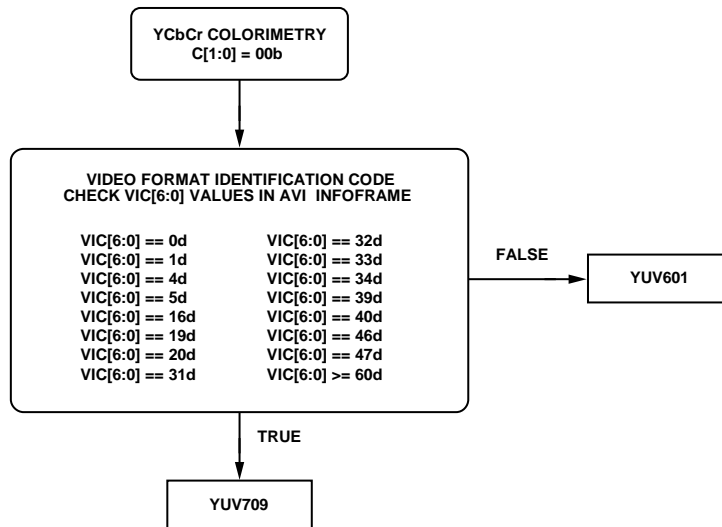 YCbCr COLORIMETRY
C[1:0] = 00b
VIDEO FORMAT IDENTIFICATION CODE
CHECK VIC[6:0] VALUES IN AVI INFOFRAME
VIC[6:0] == 0d
VIC[6:0] == 1d
VIC[6:0] == 4d
VIC[6:0] == 5d
VIC[6:0] == 16d
VIC[6:0] == 19d
VIC[6:0] == 20d
VIC[6:0] == 31d
VIC[6:0] == 32d
VIC[6:0] == 33d
VIC[6:0] == 34d
VIC[6:0] == 39d
VIC[6:0] == 40d
VIC[6:0] == 46d
VIC[6:0] == 47d
VIC[6:0] >= 60d
FALSE
YUV601
TRUE
YUV709